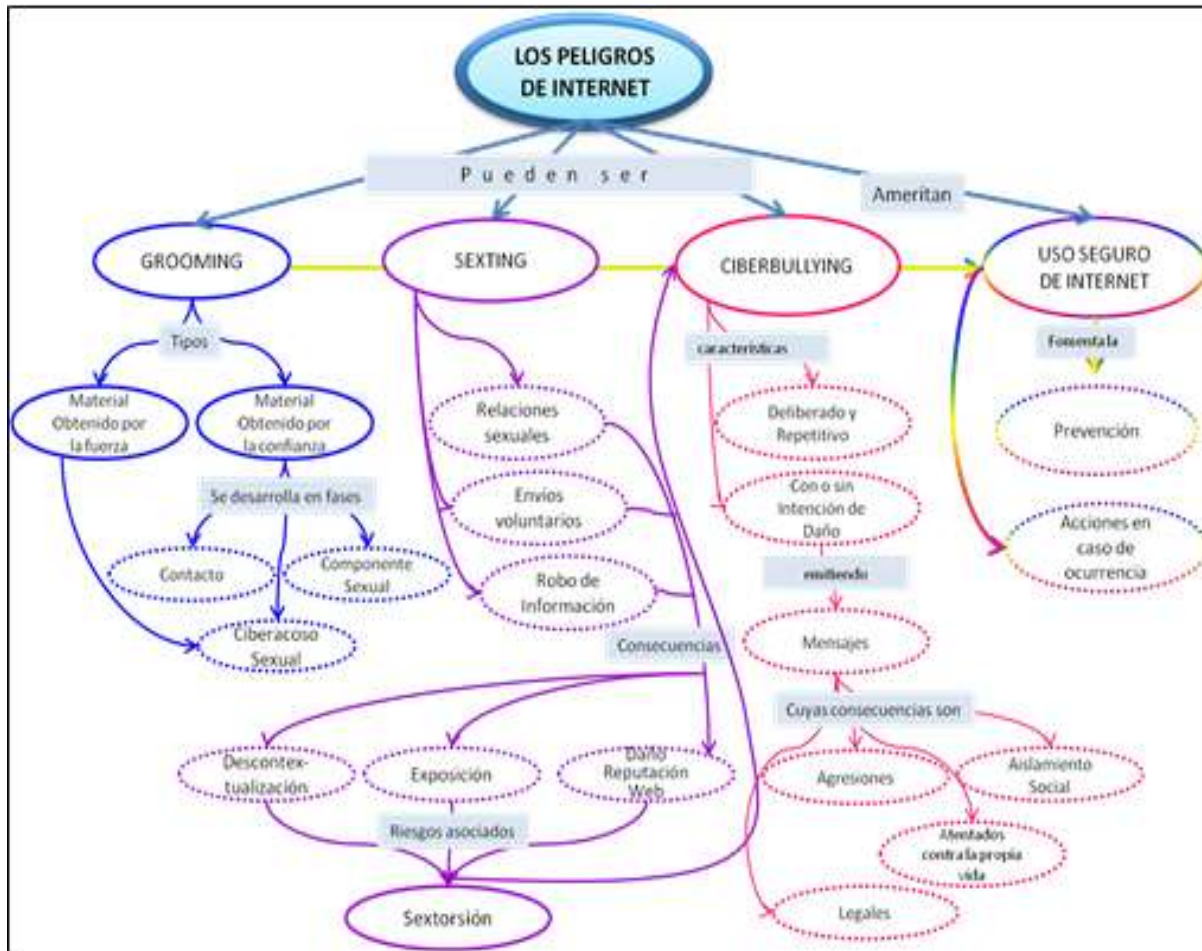 LOS PELIGROS
DE INTERNET
Pueden ser
Ameritan
GROOMING
SEXTING
CIBERBULLYING
USO SEGURO
DE INTERNET
Tipos
características
Fomenta la
Material
Obtenido por
la fuerza
Material
Obtenido por
la confianza
Relaciones
sexuales
Deliberado y
Repetitivo
Prevención
Se desarrolla en fases
Envíos
voluntarios
Con o sin
Intención de
Daño
Acciones en
caso de
ocurrencia
Contacto
Componente
Sexual
Robo de
Información
emitiendo
Ciberacoso
Sexual
Consecuencias
Mensajes
Cuyas consecuencias son
Descontex-
tualización
Exposición
Daño
Reputación
Web
Agresiones
Aislamiento
Social
Riesgos asociados
Atentados
contra la propia
vida
Sextorsión
Legales